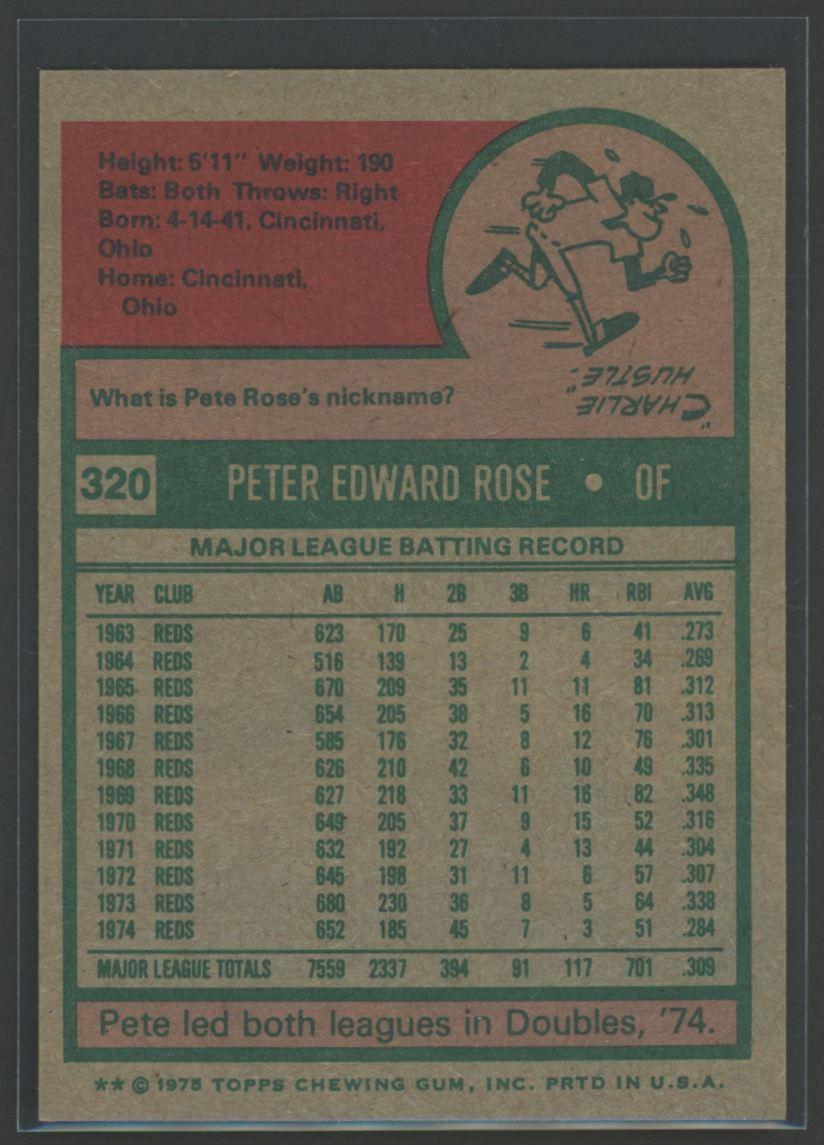 Height: 5'11" Weight: 190
Bats: Both Throws: Right
Born: 4-14-41, Cincinnati,
Ohio
Home: Cincinnati,
Ohio
What is Pete Rose's nickname?
"CHARLIE
HUSTLE."
320 PETER EDWARD ROSE • OF
MAJOR LEAGUE BATTING RECORD
YEAR CLUB AB H 2B 3B HR RBI AVG
1963 REDS 623 170 25 9 6 41 .273
1964 REDS 516 139 13 2 4 34 .269
1965 REDS 670 209 35 11 11 81 .312
1966 REDS 654 205 38 5 16 70 .313
1967 REDS 585 176 32 8 12 76 .301
1968 REDS 626 210 42 6 10 49 .335
1969 REDS 627 218 33 11 16 82 .348
1970 REDS 649 205 37 9 15 52 .316
1971 REDS 632 192 27 4 13 44 .304
1972 REDS 645 198 31 11 6 57 .307
1973 REDS 680 230 36 8 5 64 .338
1974 REDS 652 185 45 7 3 51 .284
MAJOR LEAGUE TOTALS 7559 2337 394 91 117 701 .309
Pete led both leagues in Doubles, '74.
** © 1975 TOPPS CHEWING GUM, INC. PRTD IN U.S.A.